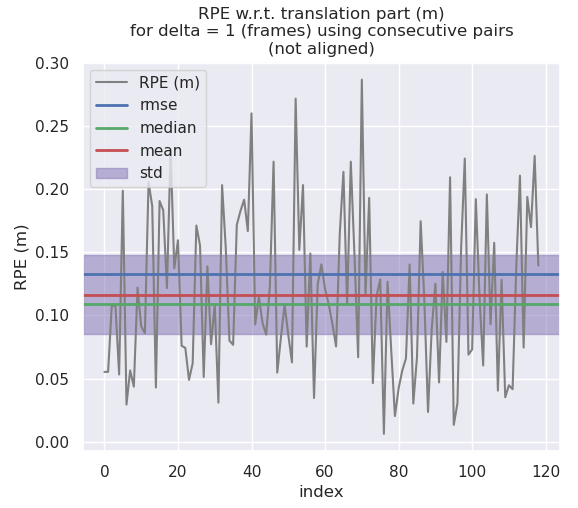 RPE w.r.t. translation part (m)
for delta = 1 (frames) using consecutive pairs
(not aligned)
0.30
0.25
0.20
0.15
0.10
0.05
0.00
RPE (m)
RPE (m)
rmse
median
mean
std
0 20 40 60 80 100 120
index